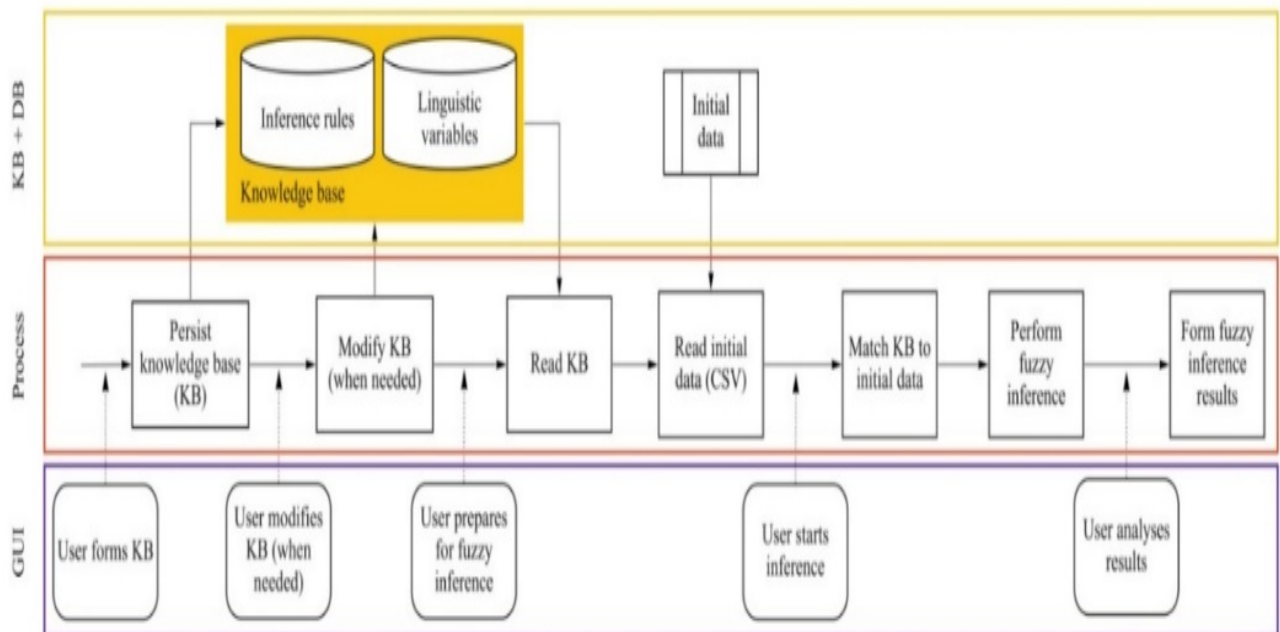 KB + DB
Inference rules
Linguistic
variables
Knowledge base
Initial
data
Process
Persist
knowledge base
(KB)
Modify KB
(when needed)
Read KB
Read initial
data (CSV)
Match KB to
initial data
Perform
fuzzy
inference
Form fuzzy
inference
results
GUI
User forms KB
User modifies
KB (when
needed)
User prepares
for fuzzy
inference
User starts
inference
User analyses
results